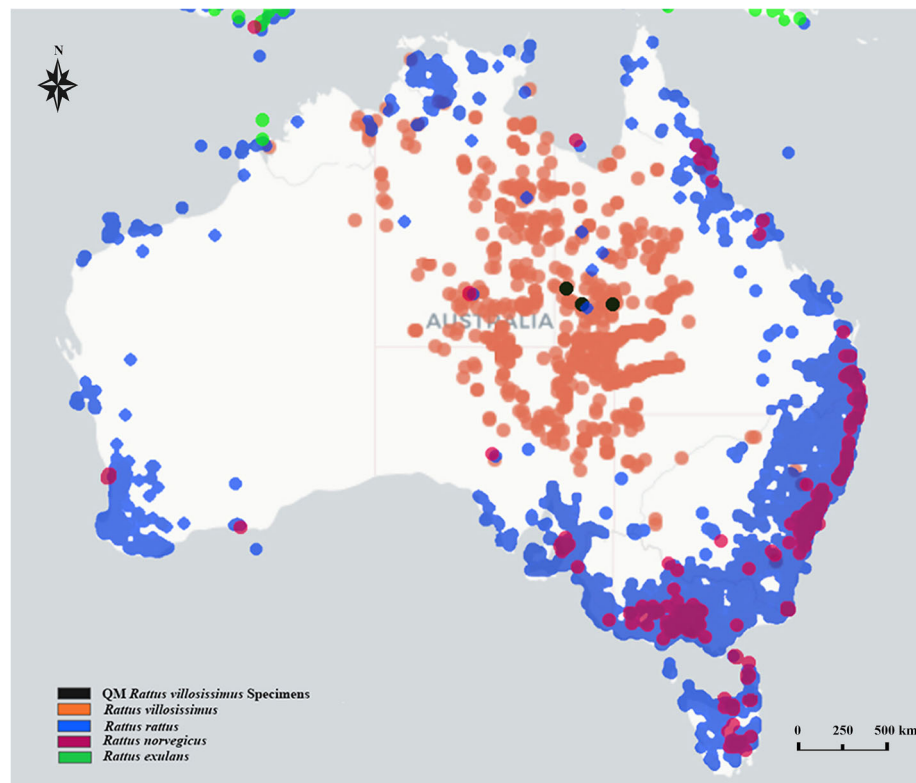 N
AUSTRALIA
QM Rattus villosissimus Specimens
Rattus villosissimus
Rattus rattus
Rattus norvegicus
Rattus exulans
0 250 500 km